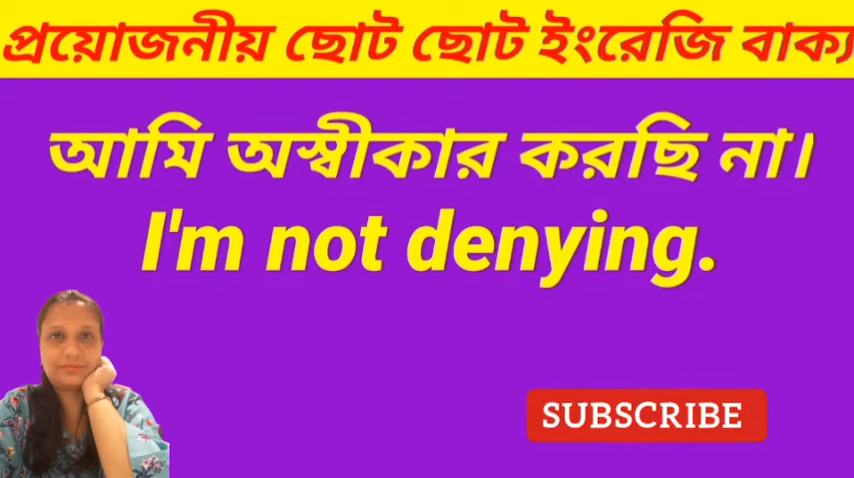 প্রয়োজনীয় ছোট ছোট ইংরেজি বাক্য
আমি অস্বীকার করছি না।
I'm not denying.
SUBSCRIBE